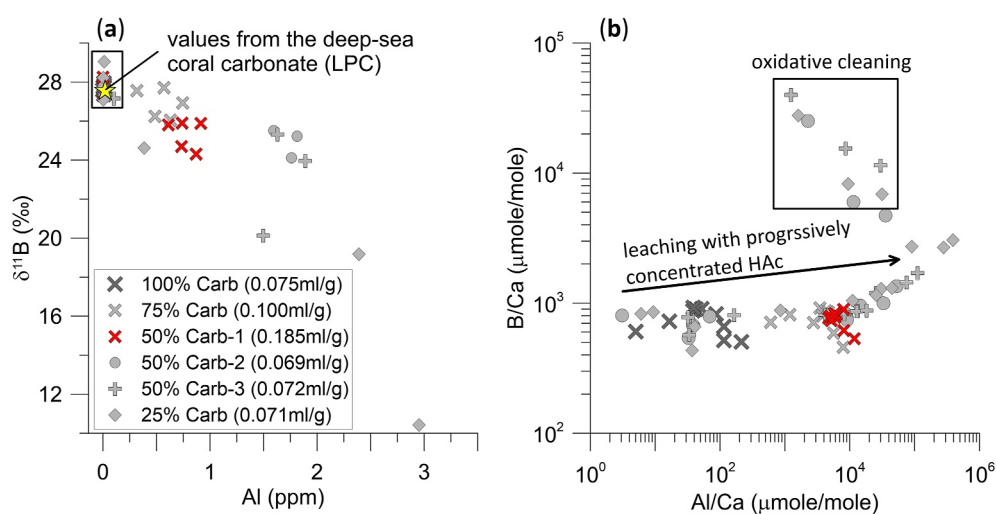 (a)
values from the deep-sea
coral carbonate (LPC)
28
24
20
16
12
δ¹¹B (‰)
100% Carb (0.075ml/g)
75% Carb (0.100ml/g)
50% Carb-1 (0.185ml/g)
50% Carb-2 (0.069ml/g)
50% Carb-3 (0.072ml/g)
25% Carb (0.071ml/g)
0 1 2 3
Al (ppm)
(b)
oxidative cleaning
leaching with progrssively
concentrated HAc
10⁵
10⁴
10³
10²
B/Ca (μmole/mole)
10⁰ 10² 10⁴ 10⁶
Al/Ca (μmole/mole)